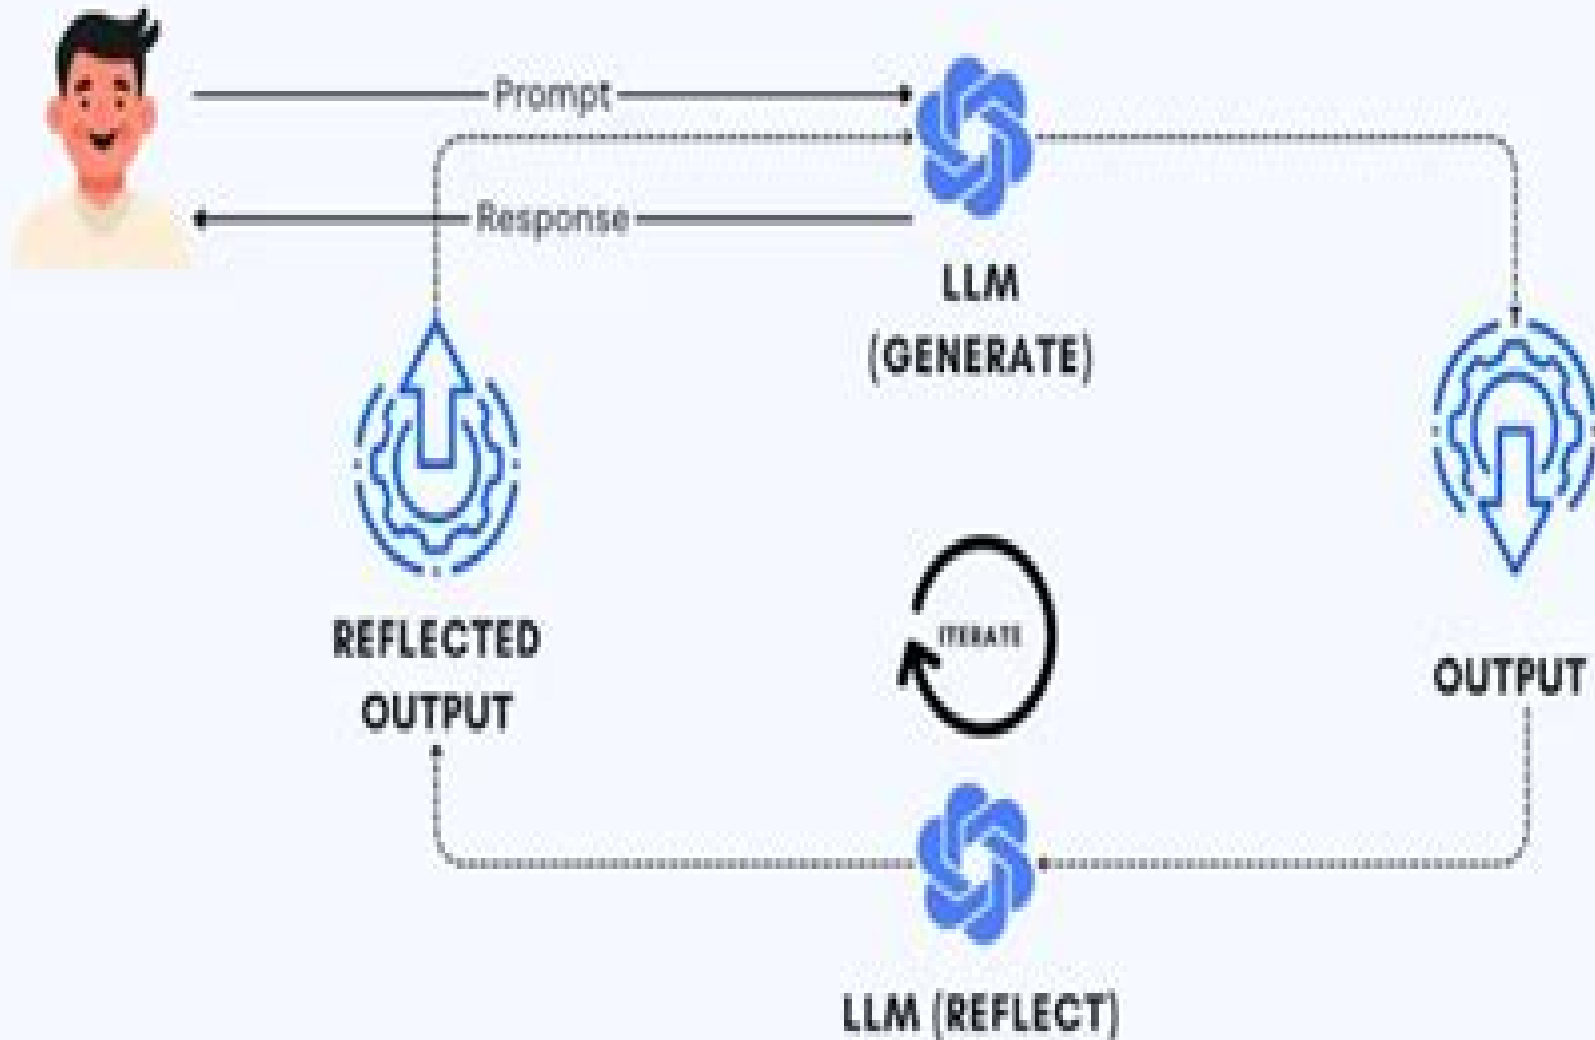 Prompt
Response
LLM
(GENERATE)
REFLECTED
OUTPUT
ITERATE
OUTPUT
LLM (REFLECT)